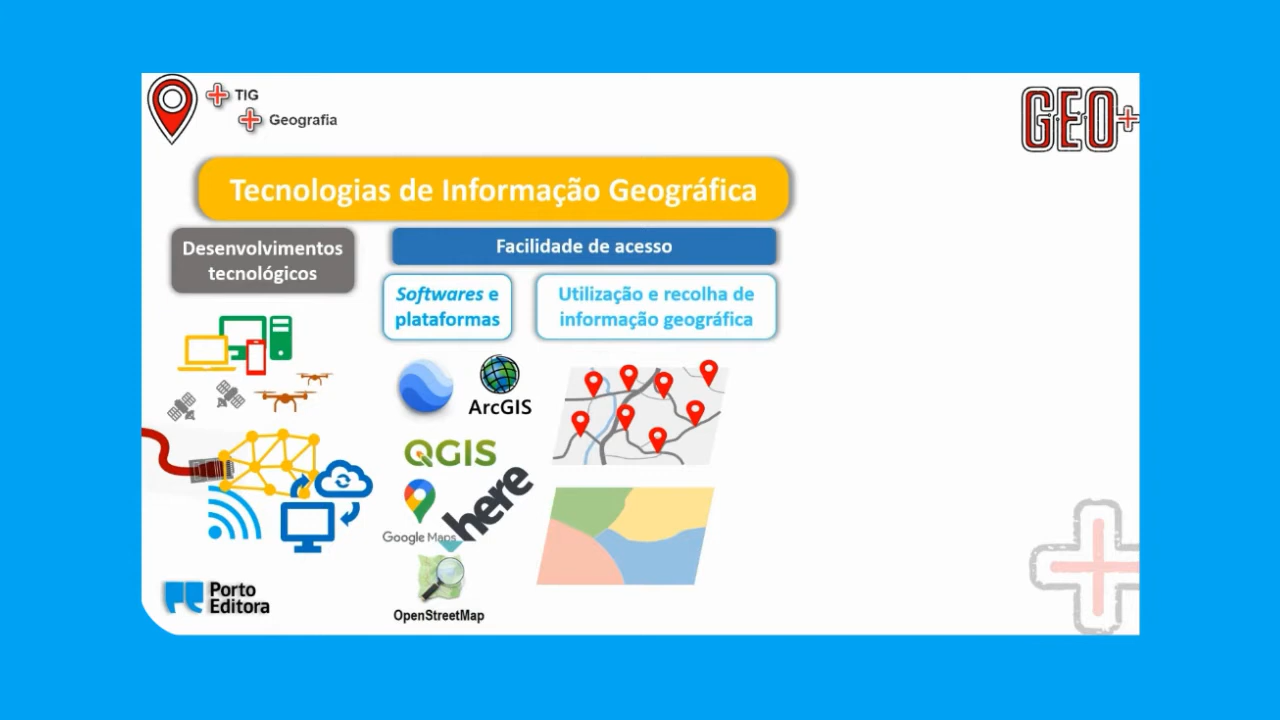 TIG
Geografia
GEO+
Tecnologias de Informação Geográfica
Desenvolvimentos
tecnológicos
Facilidade de acesso
Softwares e
plataformas
Utilização e recolha de
informação geográfica
ArcGIS
QGIS
here
Google Maps
OpenStreetMap
Porto
Editora